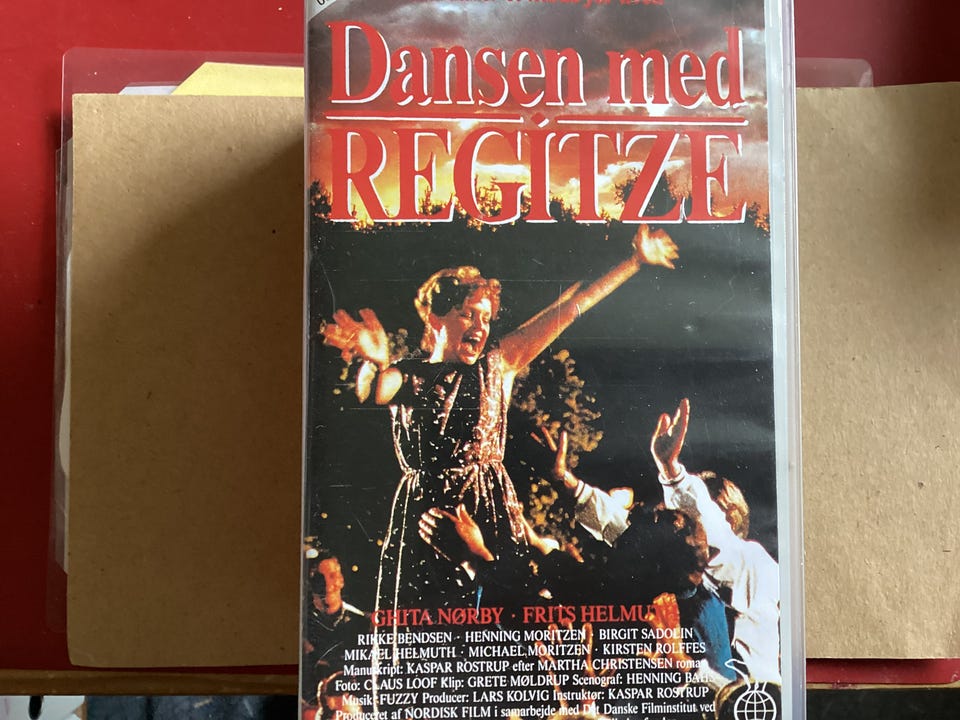 Dansen med
REGITZE
GHITA NØRBY · FRITS HELMU
RIKKE BENDSEN · HENNING MORITZEN · BIRGIT SADOLIN
MIKAEL HELMUTH · MICHAEL MORITZEN · KIRSTEN ROLFFES
Manuskript: KASPAR ROSTRUP efter MARTHA CHRISTENSEN roman
Foto: CLAUS LOOF Klip: GRETE MØLDRUP Scenograf: HENNING BAHS
Musik: FUZZY Producer: LARS KOLVIG Instruktør: KASPAR ROSTRUP
Produceret af NORDISK FILM i samarbejde med Det Danske Filminstitut ved